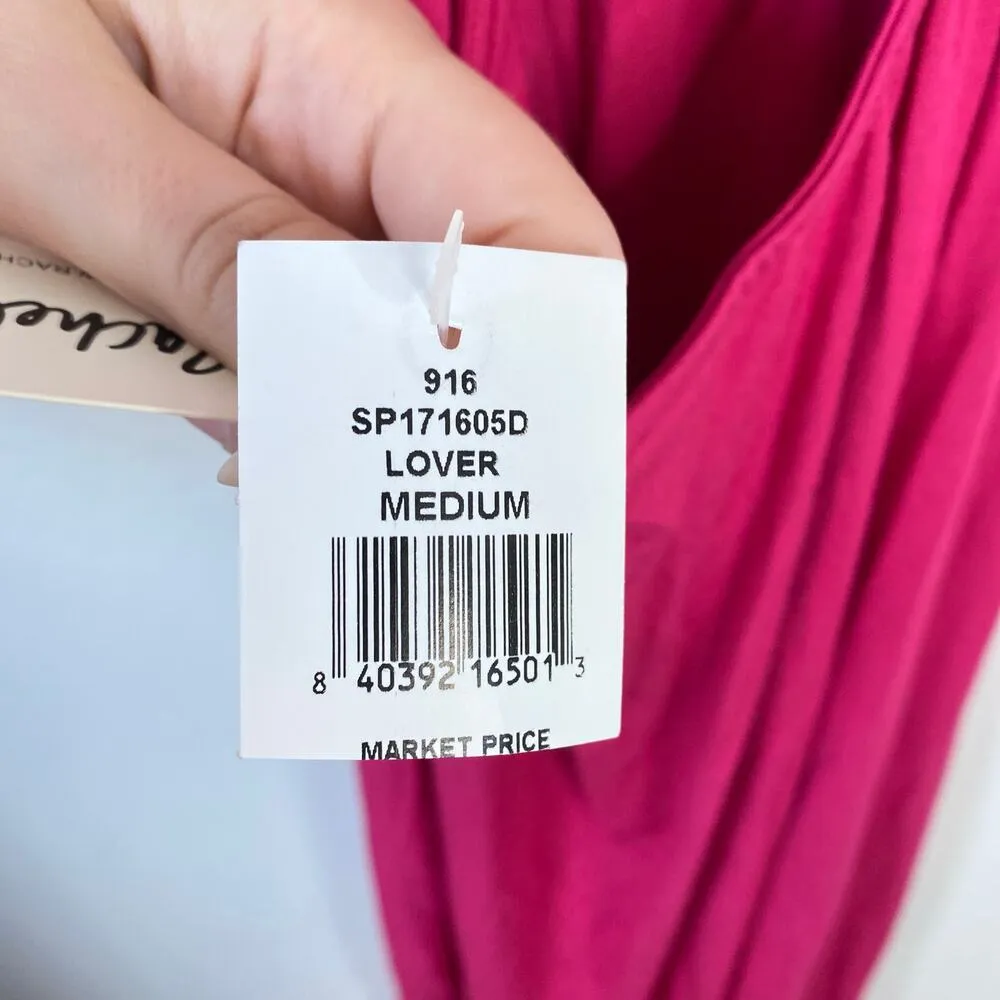 916
SP171605D
LOVER
MEDIUM
8 40392 16501 3
MARKET PRICE